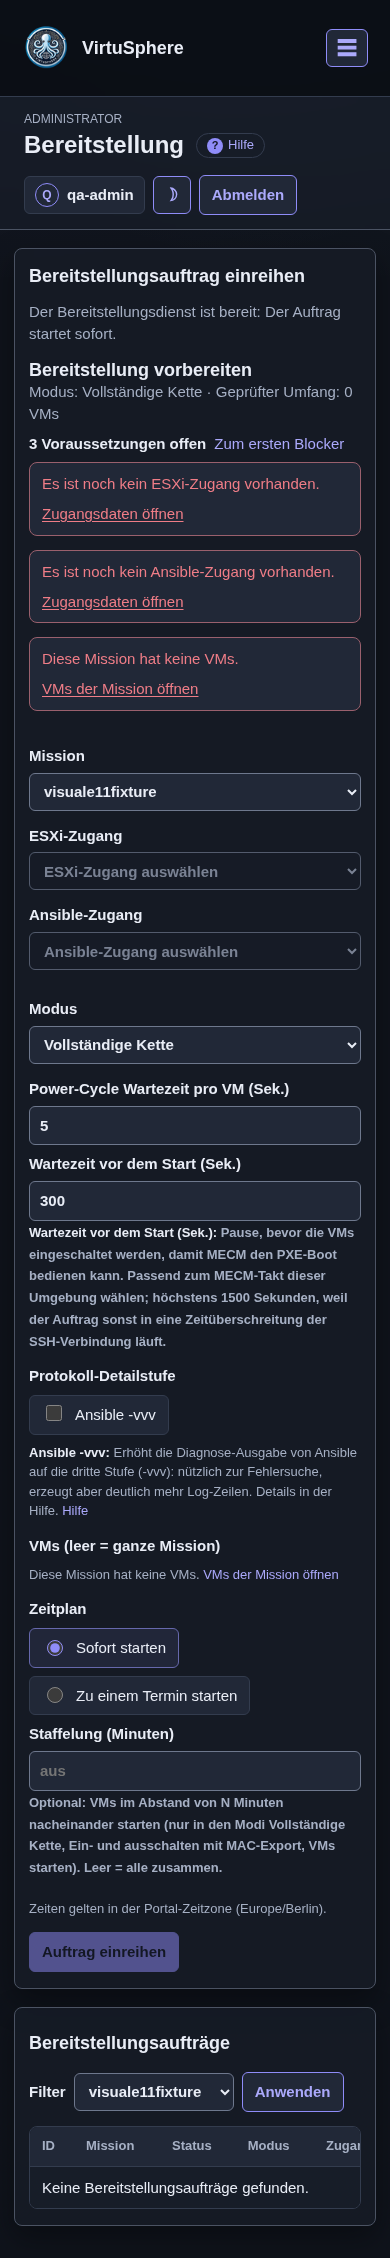 VirtuSphere
☰
ADMINISTRATOR
Bereitstellung
? Hilfe
Q qa-admin
Abmelden
Bereitstellungsauftrag einreihen
Der Bereitstellungsdienst ist bereit: Der Auftrag
startet sofort.
Bereitstellung vorbereiten
Modus: Vollständige Kette · Geprüfter Umfang: 0
VMs
3 Voraussetzungen offen Zum ersten Blocker
Es ist noch kein ESXi-Zugang vorhanden.
Zugangsdaten öffnen
Es ist noch kein Ansible-Zugang vorhanden.
Zugangsdaten öffnen
Diese Mission hat keine VMs.
VMs der Mission öffnen
Mission
visuale11fixture
ESXi-Zugang
ESXi-Zugang auswählen
Ansible-Zugang
Ansible-Zugang auswählen
Modus
Vollständige Kette
Power-Cycle Wartezeit pro VM (Sek.)
5
Wartezeit vor dem Start (Sek.)
300
Wartezeit vor dem Start (Sek.): Pause, bevor die VMs
eingeschaltet werden, damit MECM den PXE-Boot
bedienen kann. Passend zum MECM-Takt dieser
Umgebung wählen; höchstens 1500 Sekunden, weil
der Auftrag sonst in eine Zeitüberschreitung der
SSH-Verbindung läuft.
Protokoll-Detailstufe
Ansible -vvv
Ansible -vvv: Erhöht die Diagnose-Ausgabe von Ansible
auf die dritte Stufe (-vvv): nützlich zur Fehlersuche,
erzeugt aber deutlich mehr Log-Zeilen. Details in der
Hilfe. Hilfe
VMs (leer = ganze Mission)
Diese Mission hat keine VMs. VMs der Mission öffnen
Zeitplan
Sofort starten
Zu einem Termin starten
Staffelung (Minuten)
aus
Optional: VMs im Abstand von N Minuten
nacheinander starten (nur in den Modi Vollständige
Kette, Ein- und ausschalten mit MAC-Export, VMs
starten). Leer = alle zusammen.
Zeiten gelten in der Portal-Zeitzone (Europe/Berlin).
Auftrag einreihen
Bereitstellungsaufträge
Filter visuale11fixture Anwenden
ID Mission Status Modus Zugan
Keine Bereitstellungsaufträge gefunden.